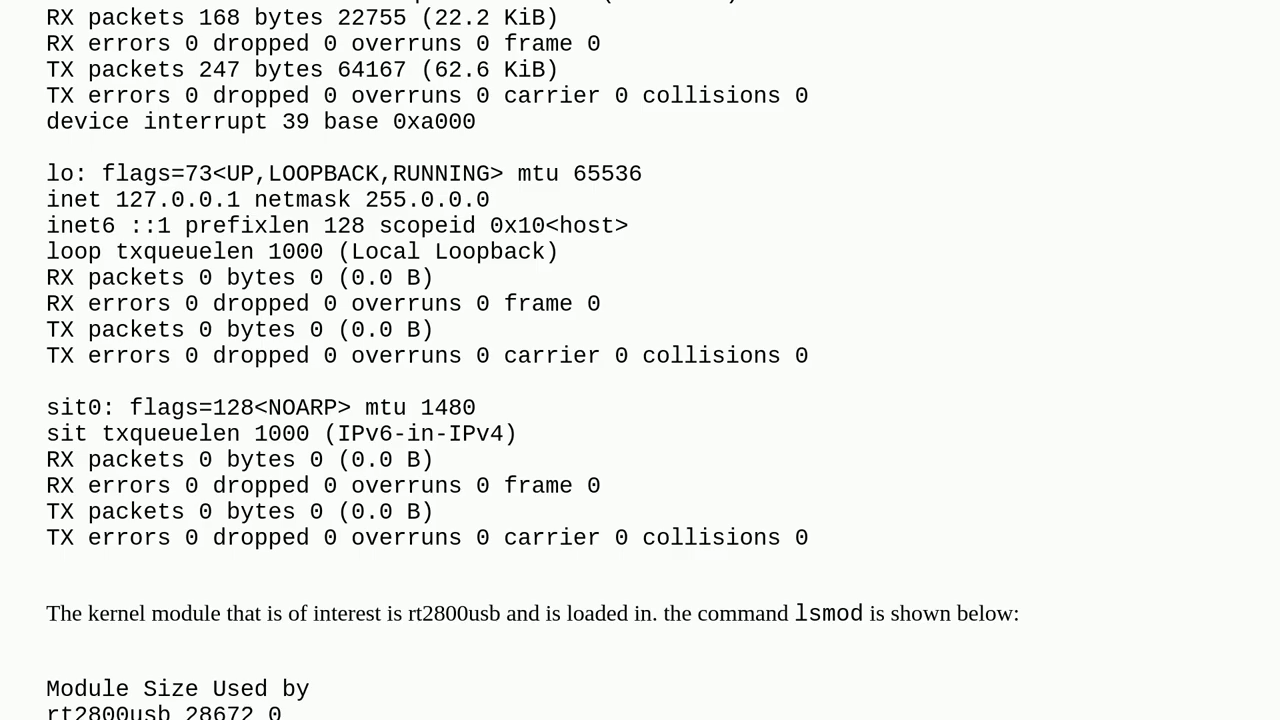 RX packets 168 bytes 22755 (22.2 KiB)
RX errors 0 dropped 0 overruns 0 frame 0
TX packets 247 bytes 64167 (62.6 KiB)
TX errors 0 dropped 0 overruns 0 carrier 0 collisions 0
device interrupt 39 base 0xa000
lo: flags=73<UP,LOOPBACK,RUNNING> mtu 65536
inet 127.0.0.1 netmask 255.0.0.0
inet6 ::1 prefixlen 128 scopeid 0x10<host>
loop txqueuelen 1000 (Local Loopback)
RX packets 0 bytes 0 (0.0 B)
RX errors 0 dropped 0 overruns 0 frame 0
TX packets 0 bytes 0 (0.0 B)
TX errors 0 dropped 0 overruns 0 carrier 0 collisions 0
sit0: flags=128<NOARP> mtu 1480
sit txqueuelen 1000 (IPv6-in-IPv4)
RX packets 0 bytes 0 (0.0 B)
RX errors 0 dropped 0 overruns 0 frame 0
TX packets 0 bytes 0 (0.0 B)
TX errors 0 dropped 0 overruns 0 carrier 0 collisions 0
The kernel module that is of interest is rt2800usb and is loaded in. the command lsmod is shown below:
Module Size Used by
rt2800usb 28672 0